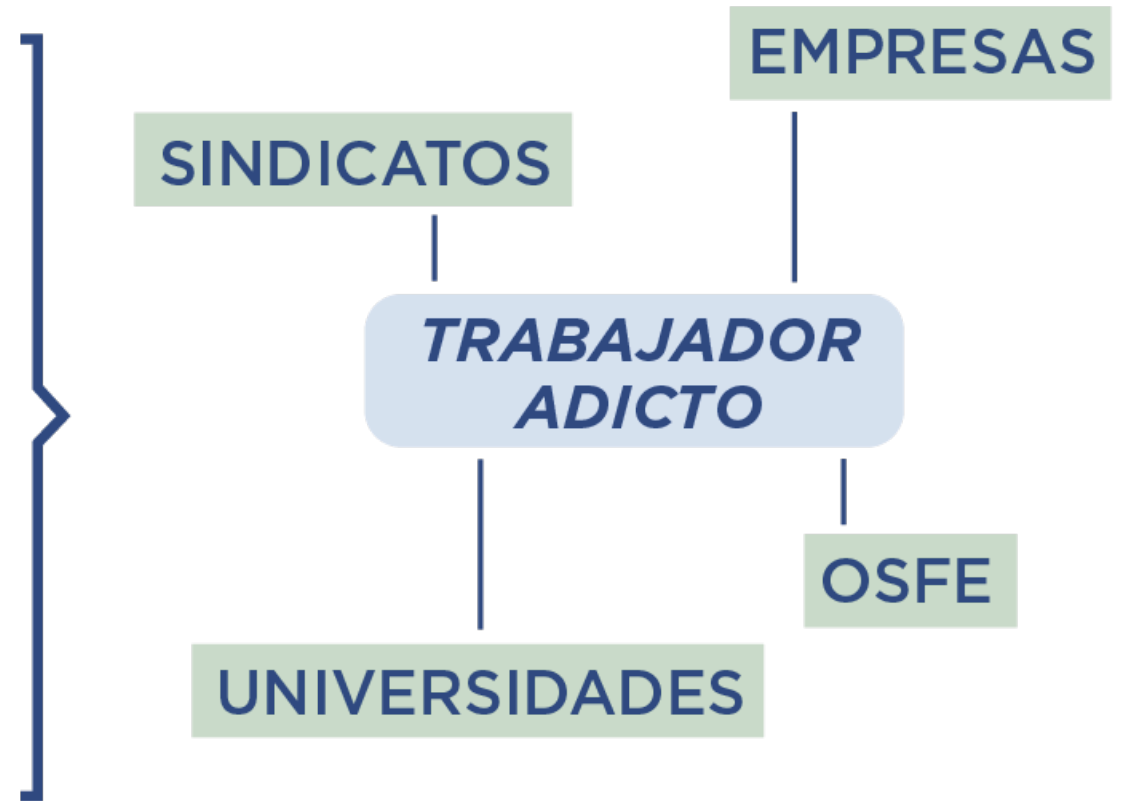 EMPRESAS
SINDICATOS
TRABAJADOR
ADICTO
OSFE
UNIVERSIDADES